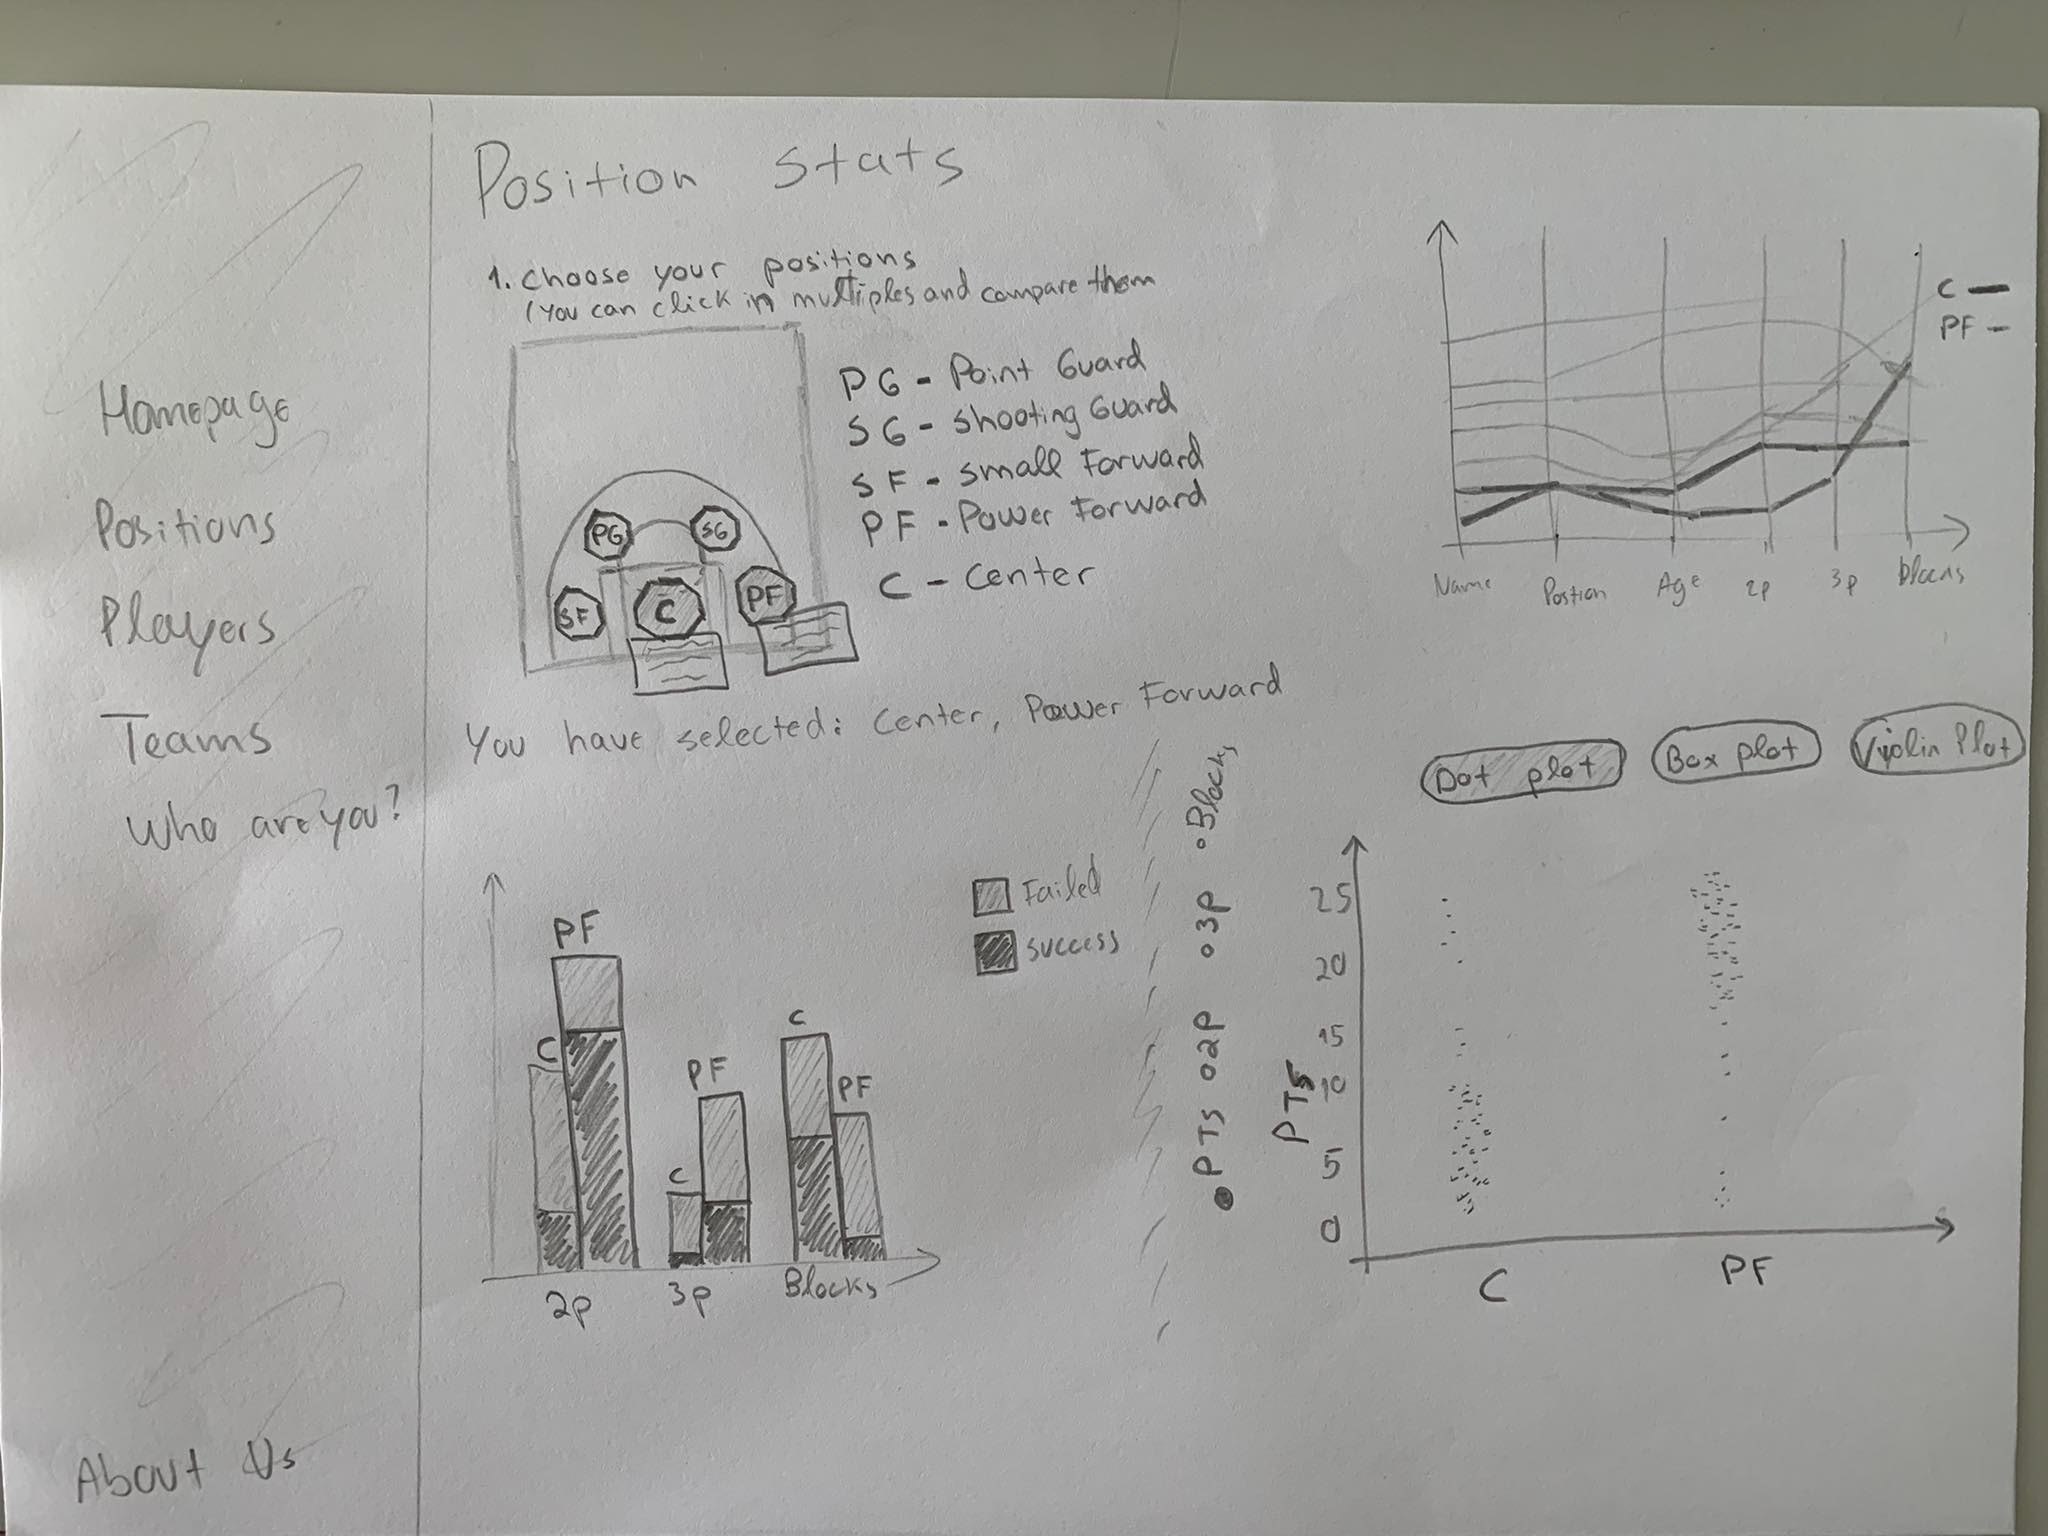 Homepage
Positions
Players
Teams
Who are you?
About Us
Position Stats
1. Choose your positions
(You can click in multiples and compare them
PG
SG
SF
C
PF
PG - Point Guard
SG - Shooting Guard
SF - Small Forward
PF - Power Forward
C - Center
You have selected: Center, Power Forward
C
PF
Name
Postion
Age
2p
3p
Blocks
Dot plot
Box plot
Violin Plot
Failed
Success
C
PF
C
PF
C
PF
2p
3p
Blocks
PTS 2P 3P Blocks
PTS
25
20
15
10
5
0
C
PF